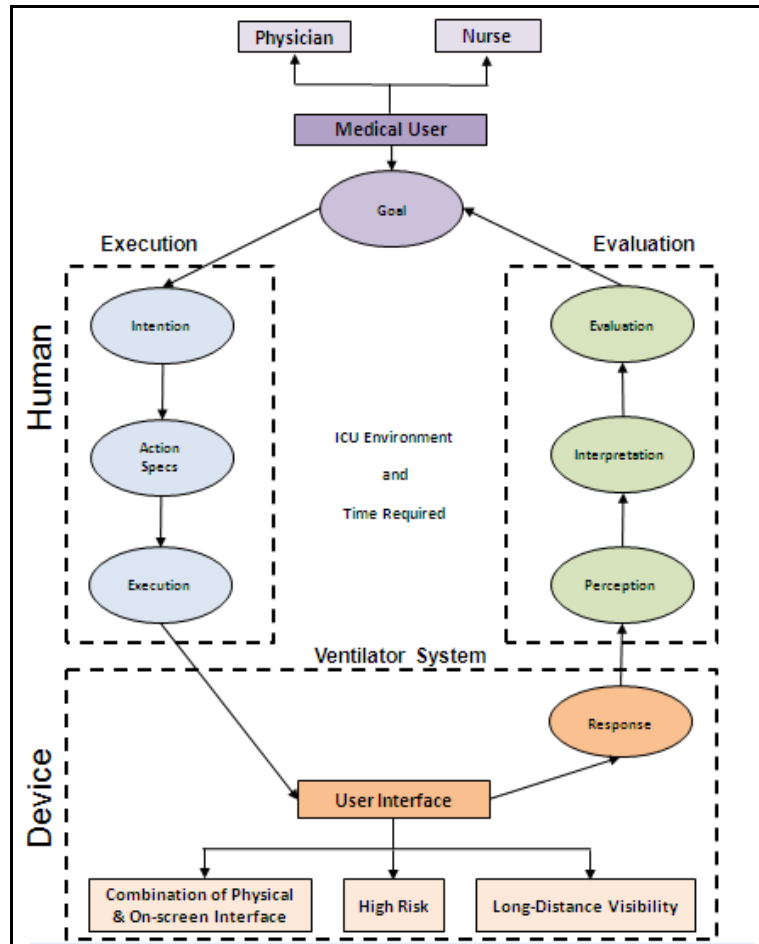 Physician
Nurse
Medical User
Goal
Execution
Evaluation
Human
Intention
Evaluation
Action
Specs
ICU Environment
and
Time Required
Interpretation
Execution
Perception
Ventilator System
Device
Response
User Interface
Combination of Physical
& On-screen Interface
High Risk
Long-Distance Visibility